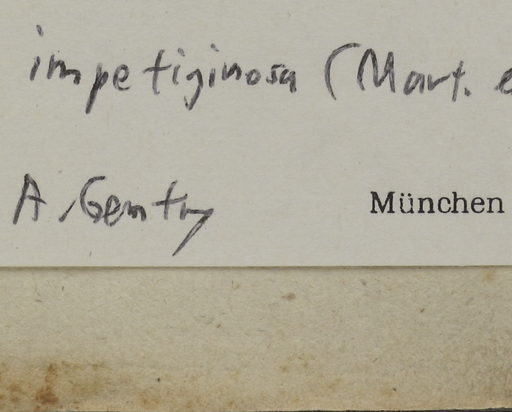 impetiginosa (Mart. e
A. Gentry
München